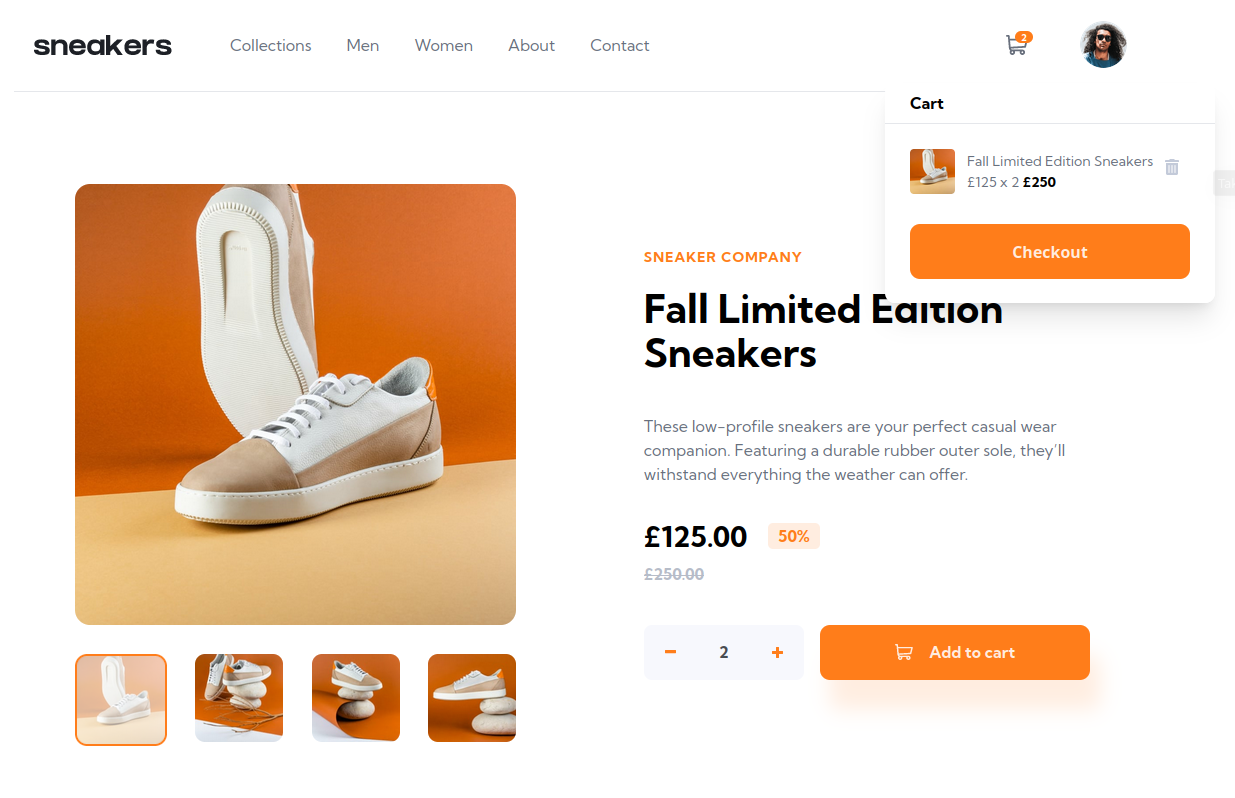 sneakers
Collections Men Women About Contact
2
Cart
Fall Limited Edition Sneakers
£125 x 2 £250
Checkout
SNEAKER COMPANY
Fall Limited Edition
Sneakers
These low-profile sneakers are your perfect casual wear
companion. Featuring a durable rubber outer sole, they’ll
withstand everything the weather can offer.
£125.00 50%
£250.00
2 Add to cart